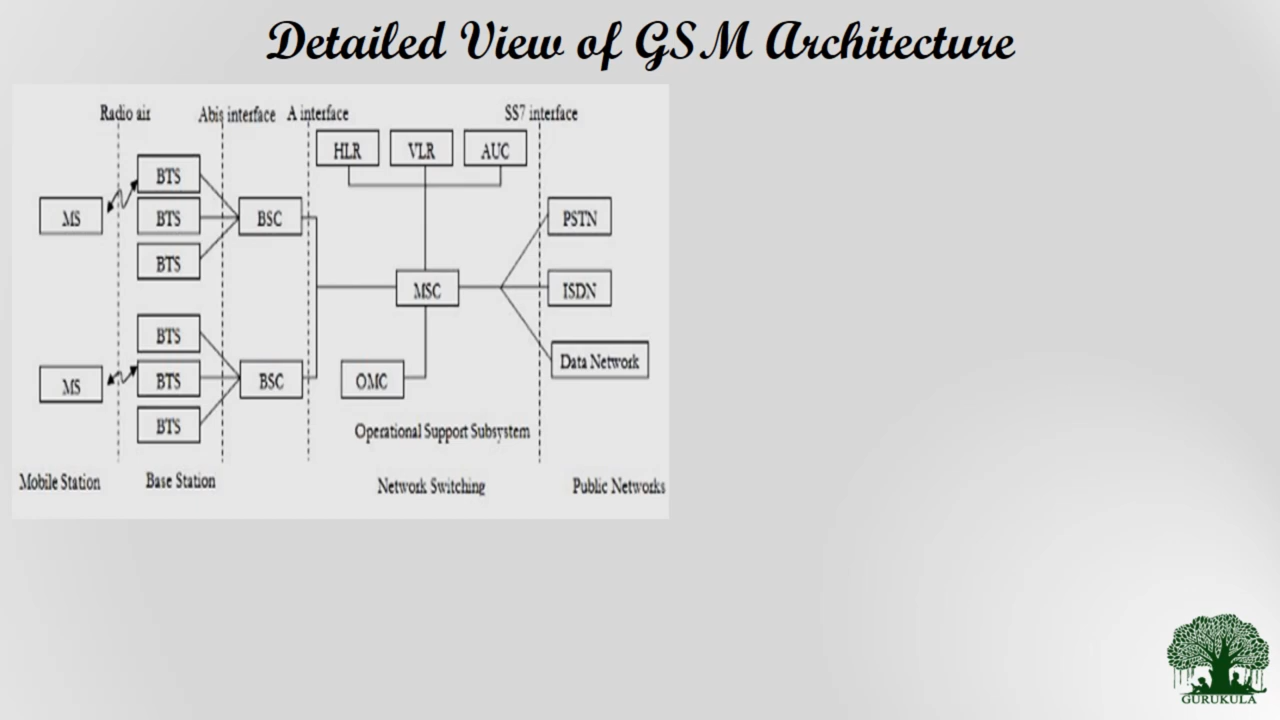 Detailed View of GSM Architecture
Radio air Abis interface A interface SS7 interface
HLR VLR AUC
BTS
MS BTS BSC PSTN
BTS
MSC ISDN
BTS
Data Network
MS BTS BSC OMC
BTS
Operational Support Subsystem
Mobile Station Base Station Network Switching Public Networks
GURUKULA